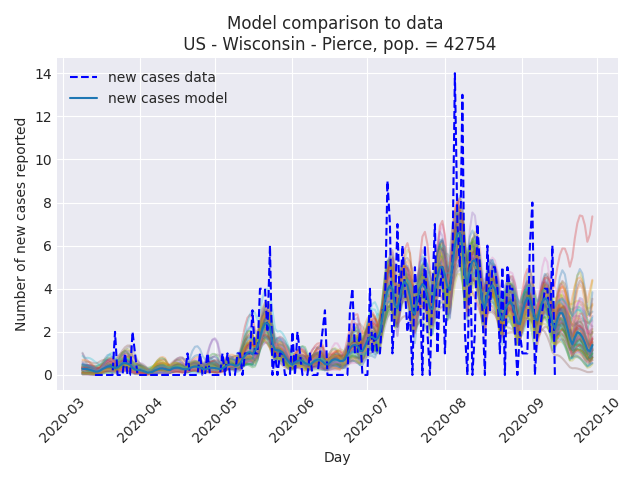 Model comparison to data
US - Wisconsin - Pierce, pop. = 42754
new cases data
new cases model
Number of new cases reported
14
12
10
8
6
4
2
0
2020-03
2020-04
2020-05
2020-06
2020-07
2020-08
2020-09
2020-10
Day